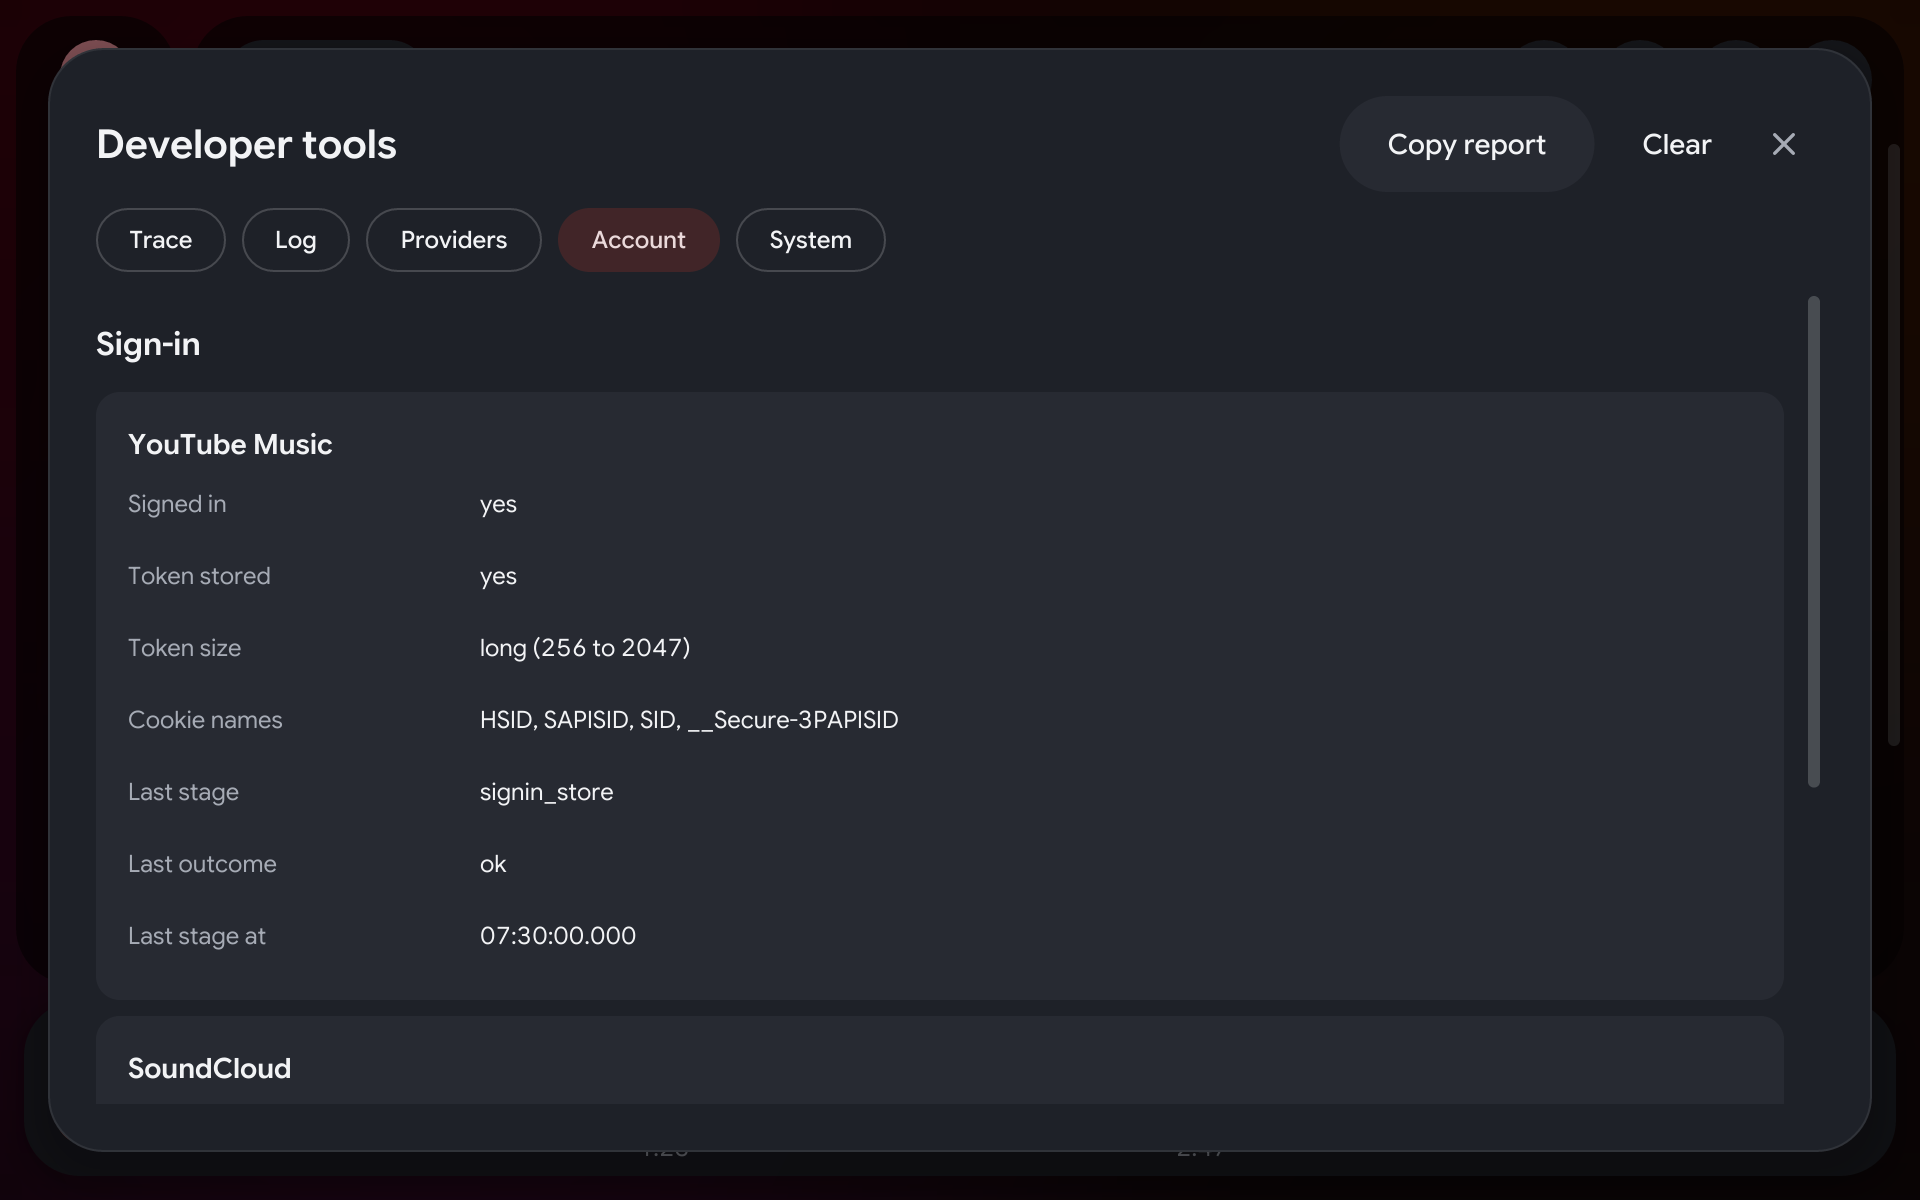 Developer tools
Copy report
Clear
Trace
Log
Providers
Account
System
Sign-in
YouTube Music
Signed in yes
Token stored yes
Token size long (256 to 2047)
Cookie names HSID, SAPISID, SID, __Secure-3PAPISID
Last stage signin_store
Last outcome ok
Last stage at 07:30:00.000
SoundCloud